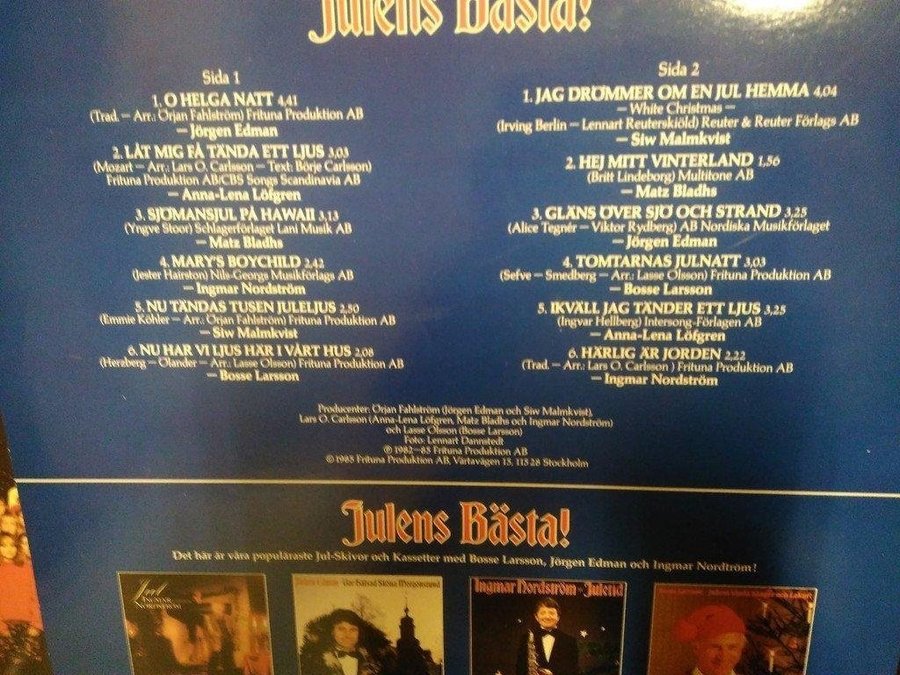 Julens Bästa!
Sida 1
1. O HELGA NATT 4,41
(Trad. — Arr.: Örjan Fahlström) Frituna Produktion AB
— Jörgen Edman
2. LÅT MIG FÅ TÄNDA ETT LJUS 3,03
(Mozart — Arr.: Lars O. Carlsson — Text: Börje Carlsson)
Frituna Produktion AB/CBS Songs Scandinavia AB
— Anna-Lena Löfgren
3. SJÖMANSJUL PÅ HAWAII 3,13
(Yngve Stoor) Schlagerförlaget Lani Musik AB
— Matz Bladhs
4. MARY'S BOYCHILD 2,42
(Jester Hairston) Nils-Georgs Musikförlags AB
— Ingmar Nordström
5. NU TÄNDAS TUSEN JULELJUS 2,50
(Emmie Köhler — Arr.: Örjan Fahlström) Frituna Produktion AB
— Siw Malmkvist
6. NU HAR VI LJUS HÄR I VÅRT HUS 2,08
(Herzberg — Ölander — Arr.: Lasse Olsson) Frituna Produktion AB
— Bosse Larsson
Sida 2
1. JAG DRÖMMER OM EN JUL HEMMA 4,04
— White Christmas —
(Irving Berlin — Lennart Reuterskiöld) Reuter & Reuter Förlags AB
— Siw Malmkvist
2. HEJ MITT VINTERLAND 1,56
(Britt Lindeborg) Multitone AB
— Matz Bladhs
3. GLÄNS ÖVER SJÖ OCH STRAND 3,25
(Alice Tegnér — Viktor Rydberg) AB Nordiska Musikförlaget
— Jörgen Edman
4. TOMTARNAS JULNATT 3,03
(Sefve — Smedberg — Arr.: Lasse Olsson) Frituna Produktion AB
— Bosse Larsson
5. IKVÄLL JAG TÄNDER ETT LJUS 3,25
(Ingvar Hellberg) Intersong-Förlagen AB
— Anna-Lena Löfgren
6. HÄRLIG ÄR JORDEN 2,22
(Trad. — Arr.: Lars O. Carlsson ) Frituna Produktion AB
— Ingmar Nordström
Producenter: Örjan Fahlström (Jörgen Edman och Siw Malmkvist),
Lars O. Carlsson (Anna-Lena Löfgren, Matz Bladhs och Ingmar Nordström)
och Lasse Olsson (Bosse Larsson)
Foto: Lennart Dannstedt
℗ 1982—85 Frituna Produktion AB
© 1985 Frituna Produktion AB, Värtavägen 15, 115 28 Stockholm
Julens Bästa!
Det här är våra populäraste Jul-Skivor och Kassetter med Bosse Larsson, Jörgen Edman och Ingmar Nordtröm!
Jul
INGMAR
NORDSTRÖM
Ingmar Nordström - Juletid